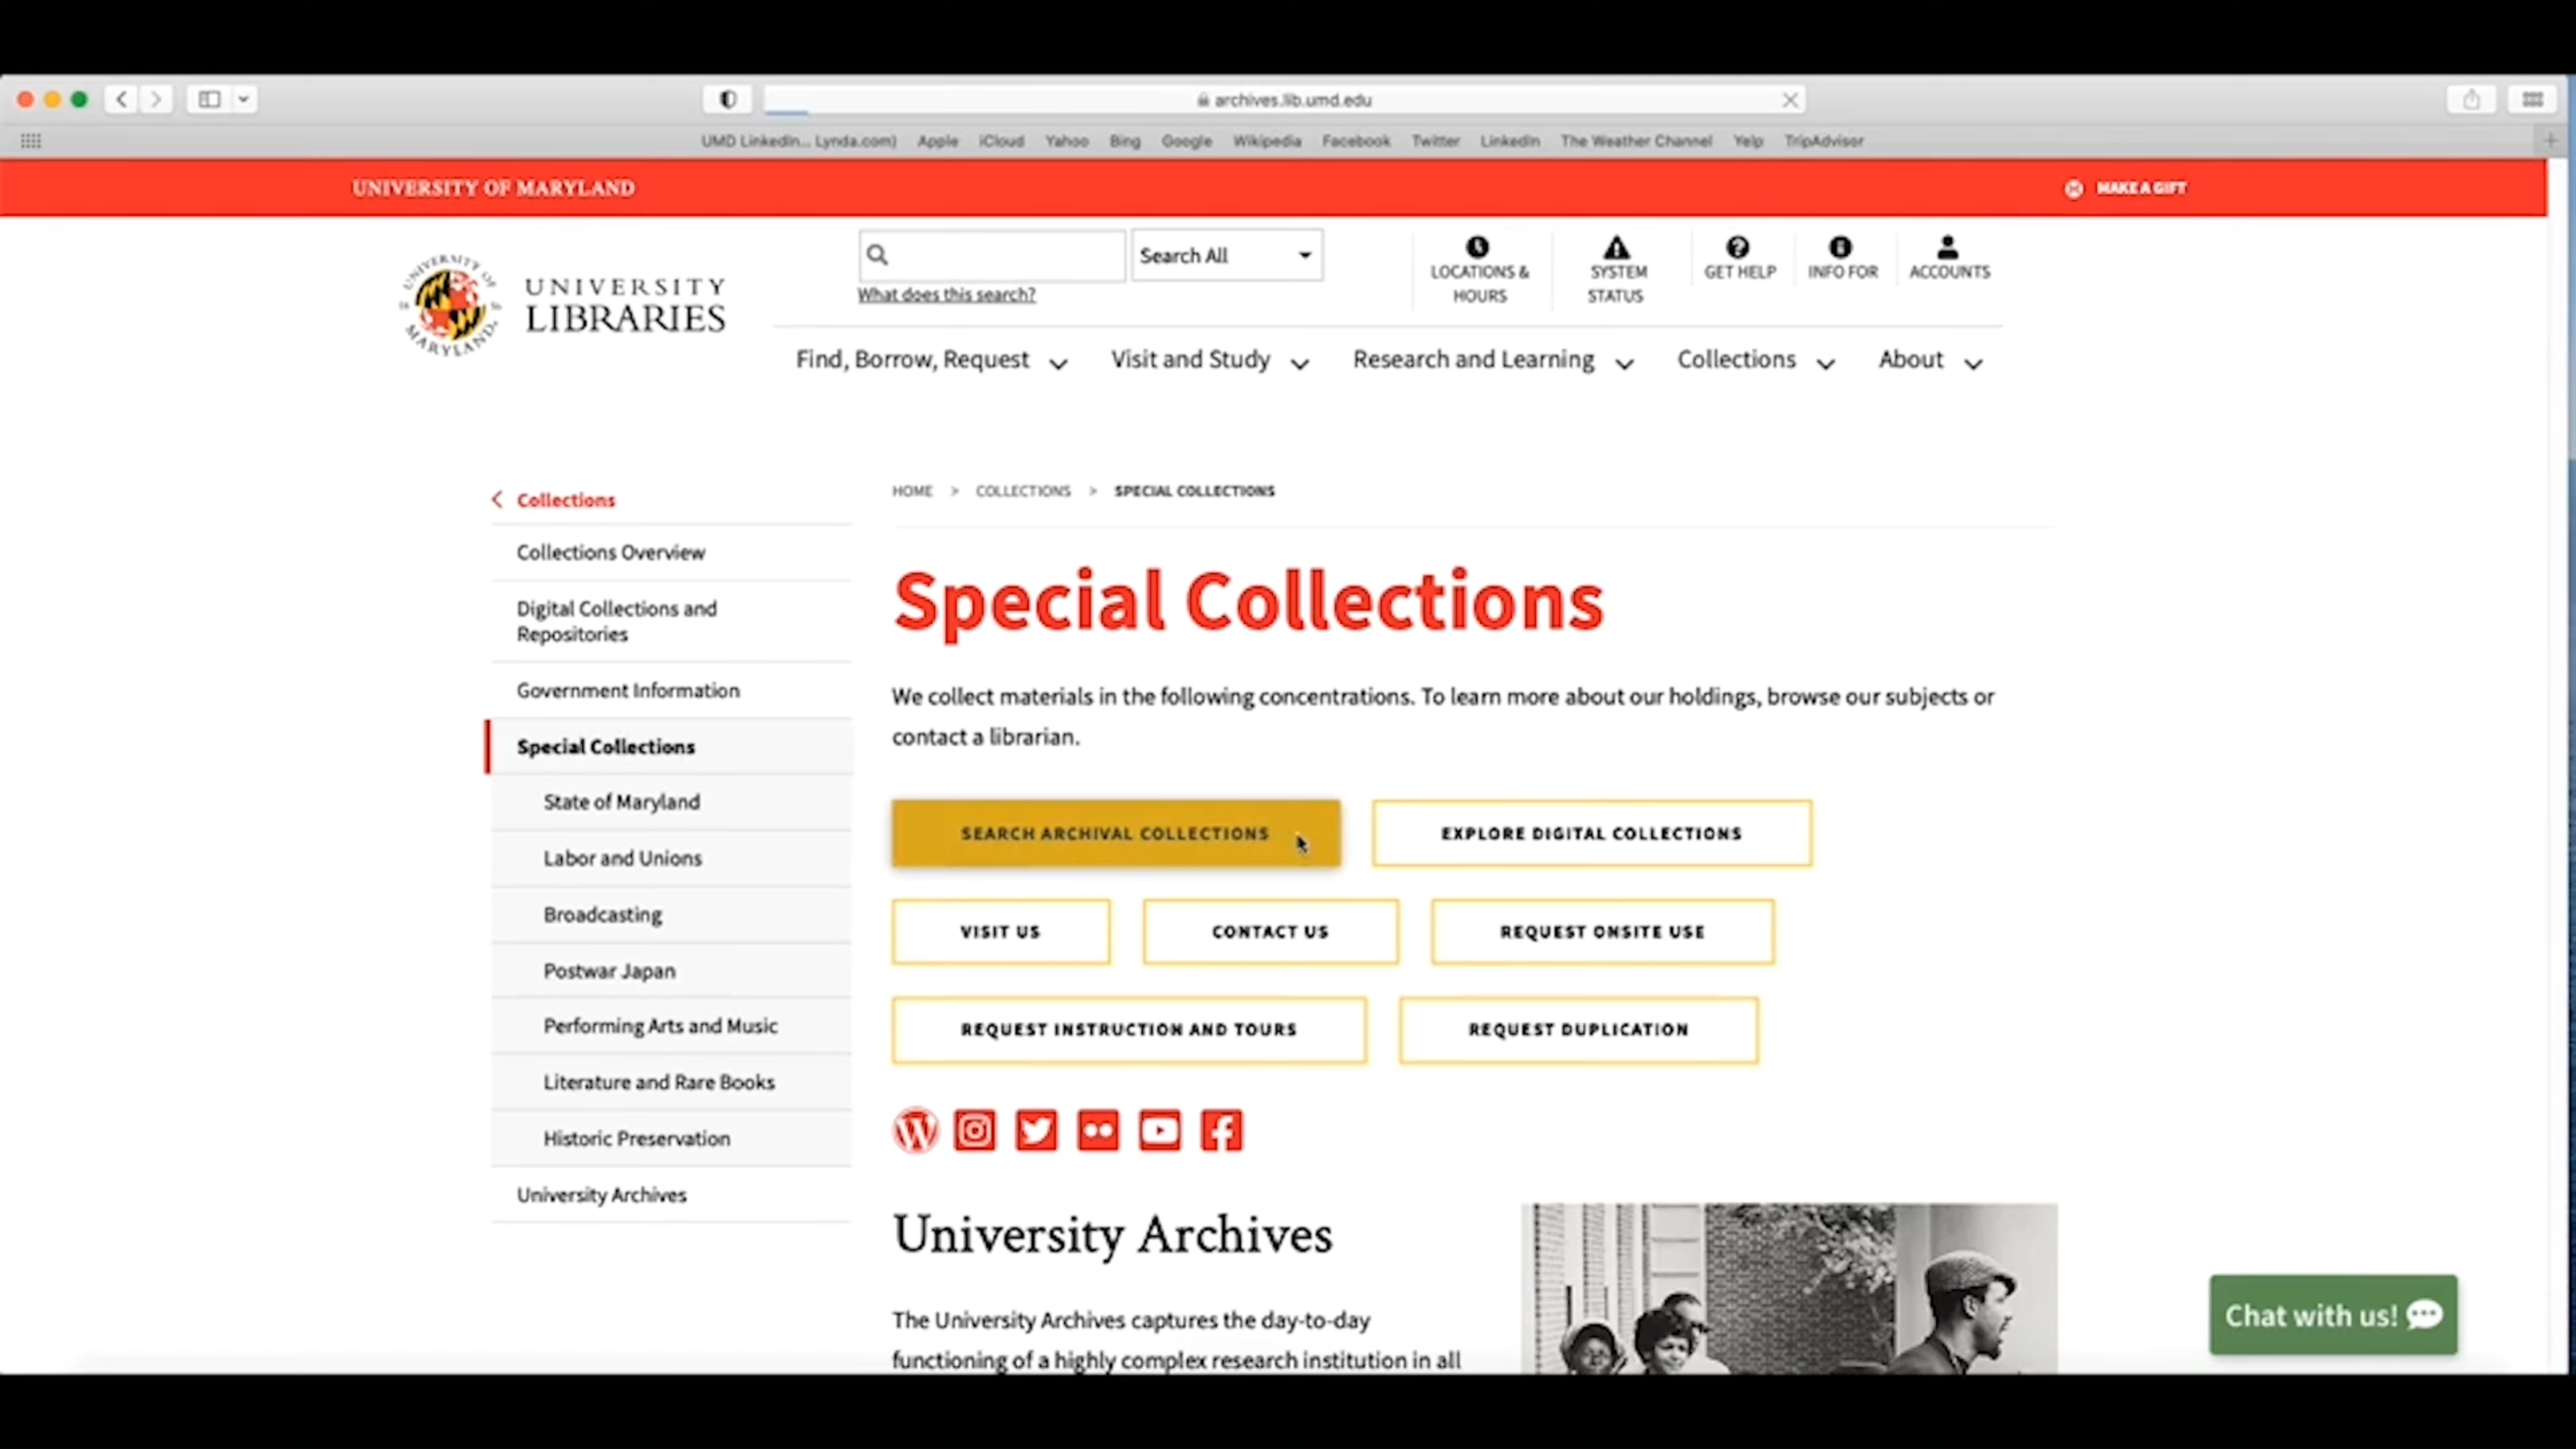 archives.lib.umd.edu
UMD LinkedIn... Lynda.com) Apple iCloud Yahoo Bing Google Wikipedia Facebook Twitter LinkedIn The Weather Channel Yelp TripAdvisor
UNIVERSITY OF MARYLAND MAKE A GIFT
UNIVERSITY OF MARYLAND
UNIVERSITY
LIBRARIES
Search All
What does this search?
LOCATIONS &
HOURS
SYSTEM
STATUS
GET HELP
INFO FOR
ACCOUNTS
Find, Borrow, Request Visit and Study Research and Learning Collections About
Collections
Collections Overview
Digital Collections and
Repositories
Government Information
Special Collections
State of Maryland
Labor and Unions
Broadcasting
Postwar Japan
Performing Arts and Music
Literature and Rare Books
Historic Preservation
University Archives
HOME > COLLECTIONS > SPECIAL COLLECTIONS
Special Collections
We collect materials in the following concentrations. To learn more about our holdings, browse our subjects or
contact a librarian.
SEARCH ARCHIVAL COLLECTIONS EXPLORE DIGITAL COLLECTIONS
VISIT US CONTACT US REQUEST ONSITE USE
REQUEST INSTRUCTION AND TOURS REQUEST DUPLICATION
University Archives
The University Archives captures the day-to-day
functioning of a highly complex research institution in all
Chat with us!